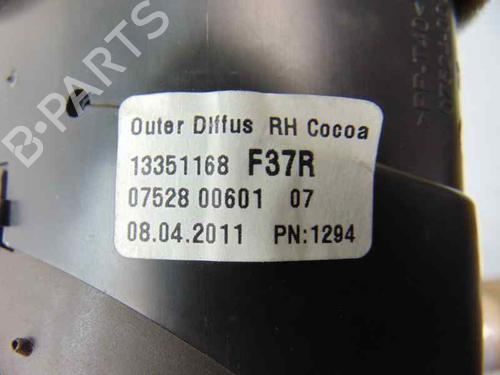 B-PARTS
Outer Diffus RH Cocoa
13351168 F37R
07528 00601 07
08.04.2011 PN:1294